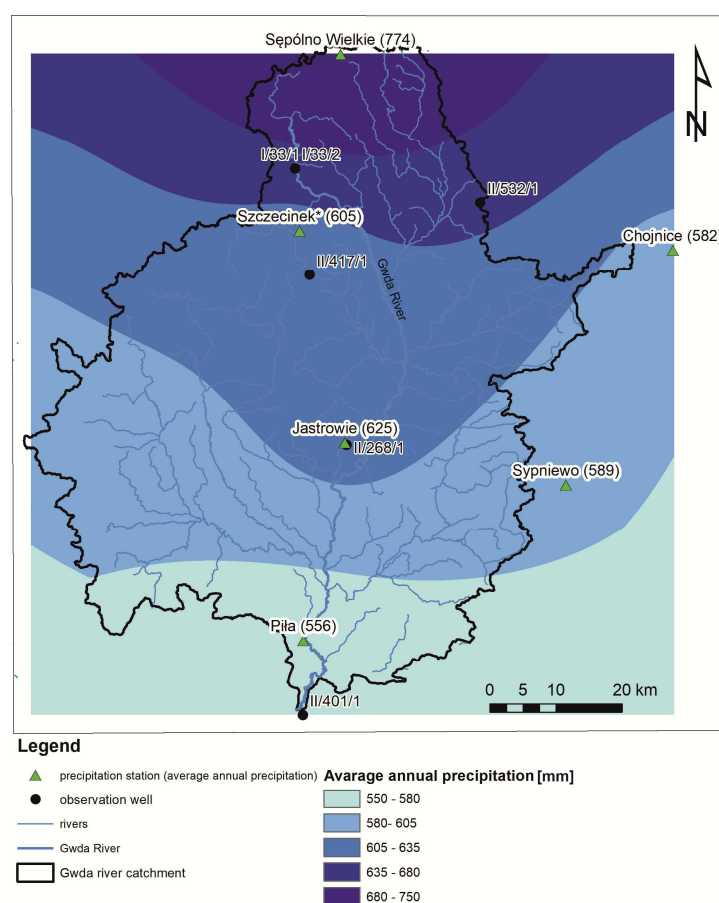 Sępólno Wielkie (774)
N
I/33/1 I/33/2
II/532/1
Szczecinek* (605)
Chojnice (582)
II/417/1
Gwda River
Jastrowie (625)
II/268/1
Sypniewo (589)
Piła (556)
0 5 10 20 km
II/401/1
Legend
precipitation station (average annual precipitation)
observation well
rivers
Gwda River
Gwda river catchment
Avarage annual precipitation [mm]
550 - 580
580- 605
605 - 635
635 - 680
680 - 750